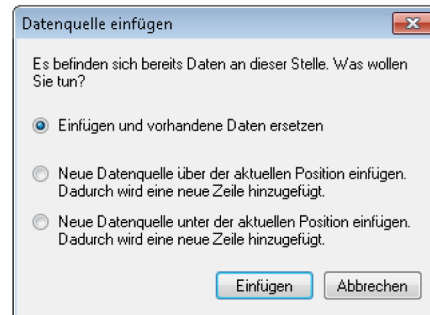 Datenquelle einfügen
Es befinden sich bereits Daten an dieser Stelle. Was wollen
Sie tun?
Einfügen und vorhandene Daten ersetzen
Neue Datenquelle über der aktuellen Position einfügen.
Dadurch wird eine neue Zeile hinzugefügt.
Neue Datenquelle unter der aktuellen Position einfügen.
Dadurch wird eine neue Zeile hinzugefügt.
Einfügen Abbrechen